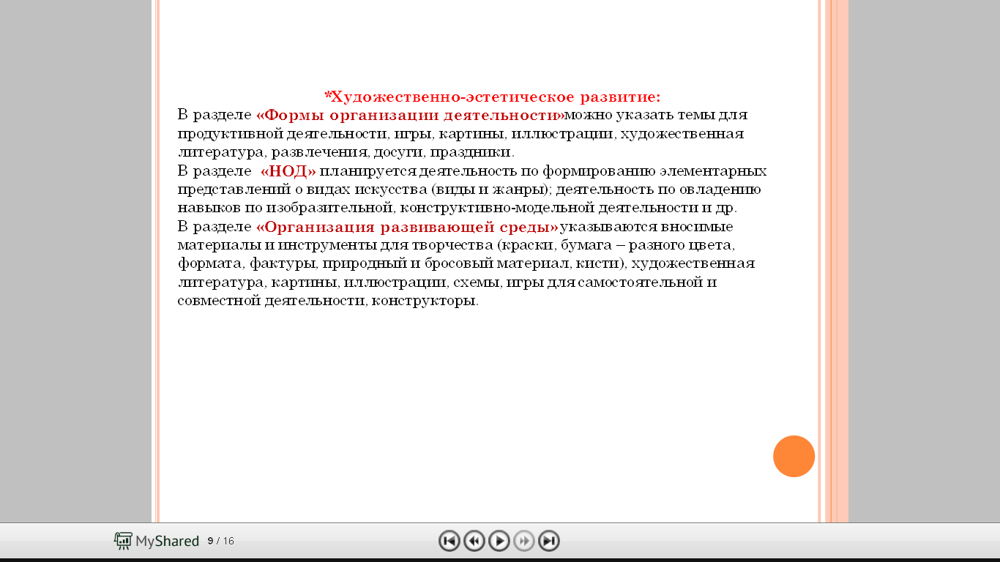 *Художественно-эстетическое развитие:
В разделе «Формы организации деятельности»можно указать темы для
продуктивной деятельности, игры, картины, иллюстрации, художественная
литература, развлечения, досуги, праздники.
В разделе «НОД» планируется деятельность по формированию элементарных
представлений о видах искусства (виды и жанры); деятельность по овладению
навыков по изобразительной, конструктивно-модельной деятельности и др.
В разделе «Организация развивающей среды»указываются вносимые
материалы и инструменты для творчества (краски, бумага – разного цвета,
формата, фактуры, природный и бросовый материал, кисти), художественная
литература, картины, иллюстрации, схемы, игры для самостоятельной и
совместной деятельности, конструкторы.
MyShared 9 / 16